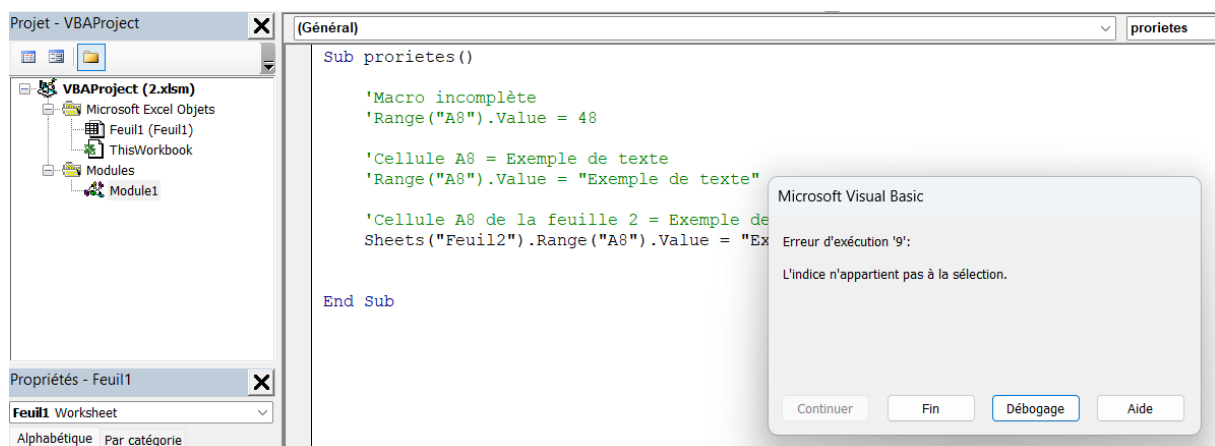 Projet - VBAProject
VBAProject (2.xlsm)
Microsoft Excel Objets
Feuil1 (Feuil1)
ThisWorkbook
Modules
Module1
Propriétés - Feuil1
Feuil1 Worksheet
Alphabétique Par catégorie
(Général) prorietes
Sub prorietes()
'Macro incomplète
'Range("A8").Value = 48
'Cellule A8 = Exemple de texte
'Range("A8").Value = "Exemple de texte"
'Cellule A8 de la feuille 2 = Exemple de
Sheets("Feuil2").Range("A8").Value = "Ex
End Sub
Microsoft Visual Basic
Erreur d'exécution '9':
L'indice n'appartient pas à la sélection.
Continuer Fin Débogage Aide